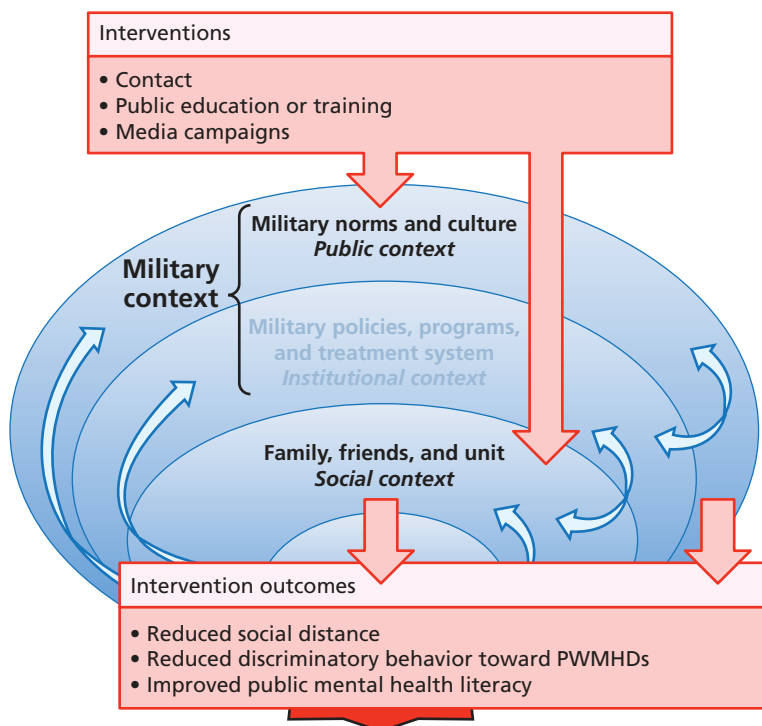 Interventions
• Contact
• Public education or training
• Media campaigns
Military norms and culture
Public context
Military
context
Military policies, programs,
and treatment system
Institutional context
Family, friends, and unit
Social context
Intervention outcomes
• Reduced social distance
• Reduced discriminatory behavior toward PWMHDs
• Improved public mental health literacy